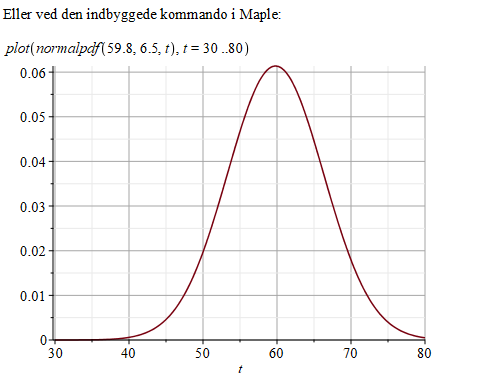 Eller ved den indbyggede kommando i Maple:
plot(normalpdf(59.8, 6.5, t), t = 30 ..80)
0.06
0.05
0.04
0.03
0.02
0.01
0
30 40 50 60 70 80
t